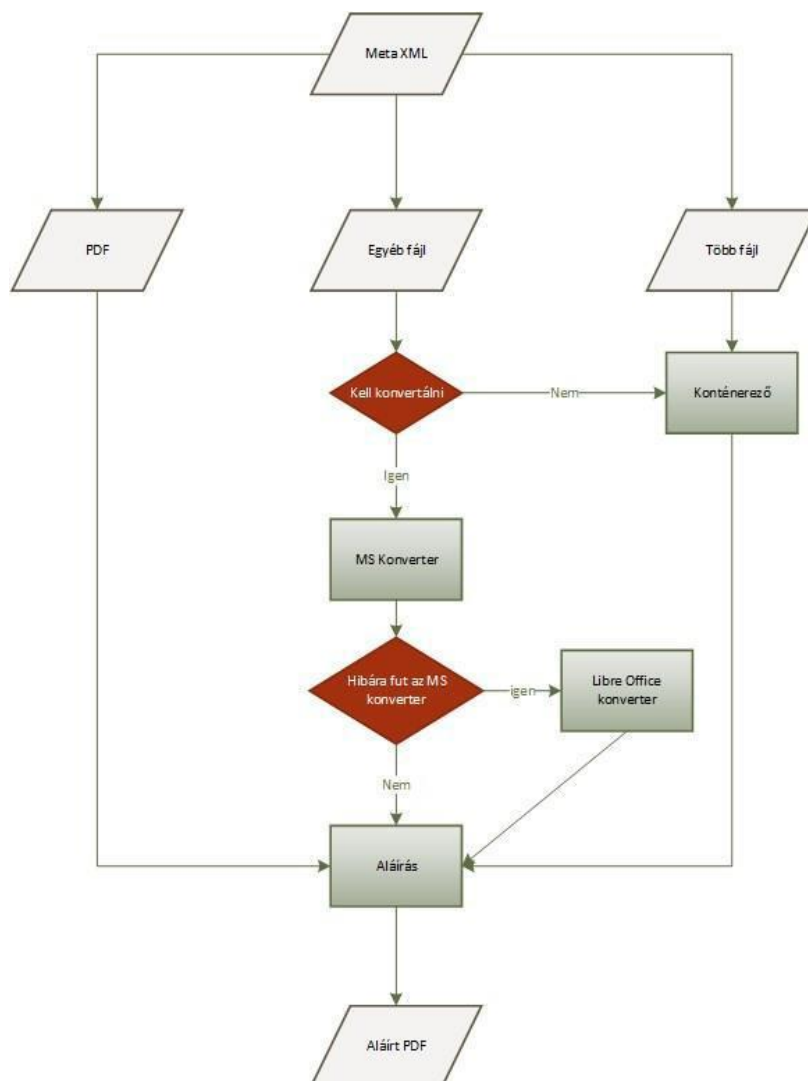 Meta XML
PDF
Egyéb fájl
Több fájl
Kell konvertálni
Nem
Konténerező
Igen
MS Konverter
Hibára fut az MS
konverter
igen
Libre Office
konverter
Nem
Aláírás
Aláírt PDF